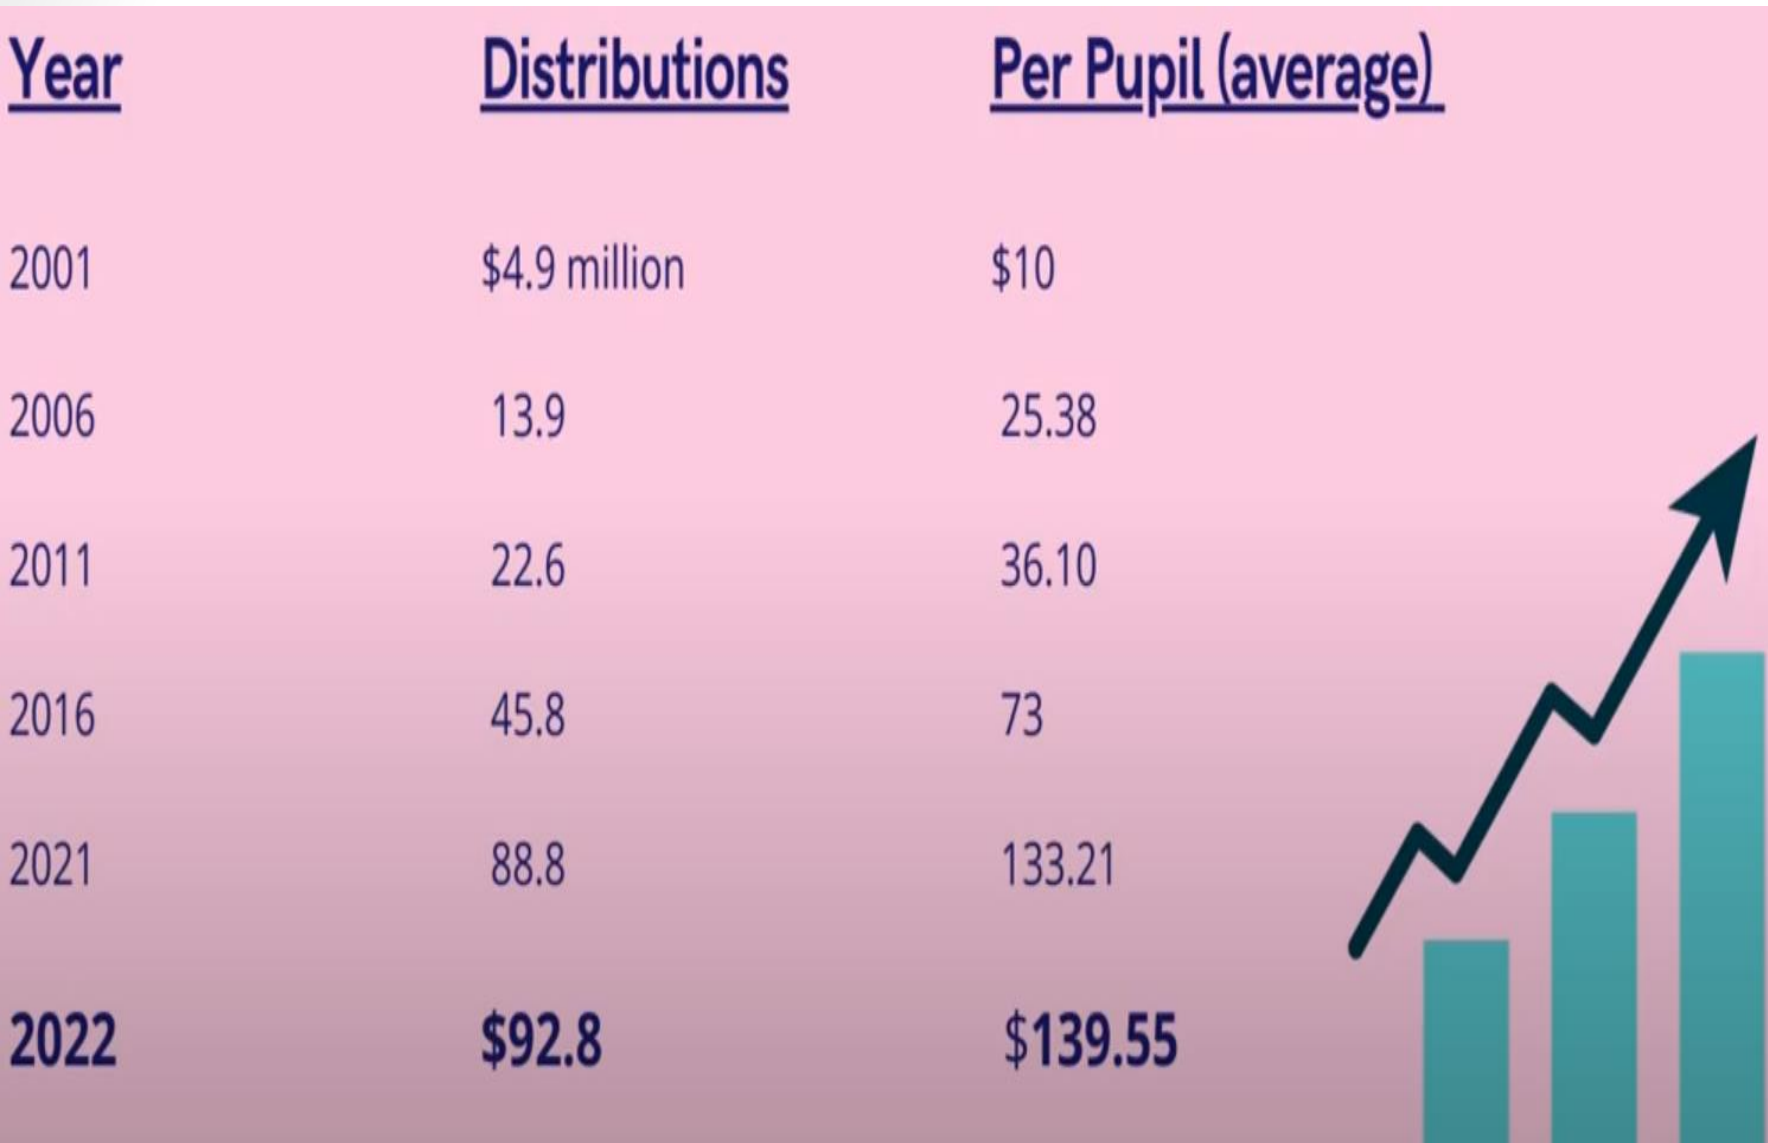 Year Distributions Per Pupil (average)
2001 $4.9 million $10
2006 13.9 25.38
2011 22.6 36.10
2016 45.8 73
2021 88.8 133.21
2022 $92.8 $139.55